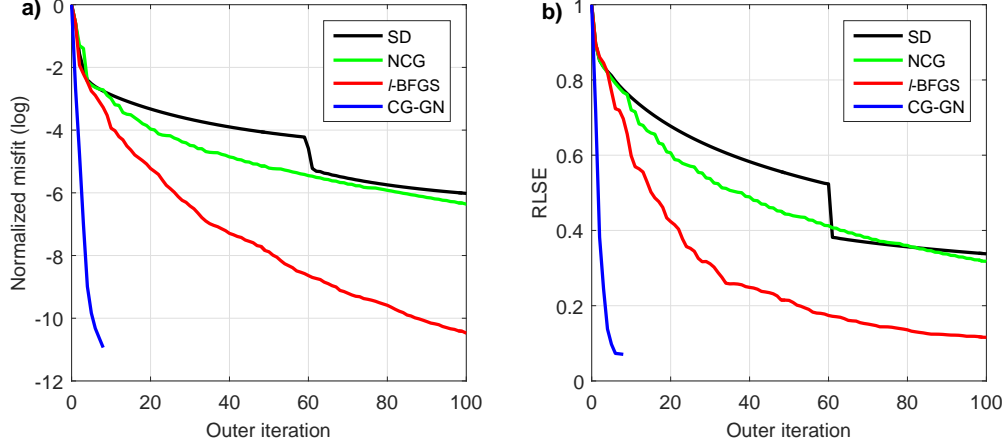 a)
Normalized misfit (log)
0
-2
-4
-6
-8
-10
-12
0 20 40 60 80 100
Outer iteration
SD
NCG
l-BFGS
CG-GN
b)
RLSE
1
0.8
0.6
0.4
0.2
0
0 20 40 60 80 100
Outer iteration
SD
NCG
l-BFGS
CG-GN